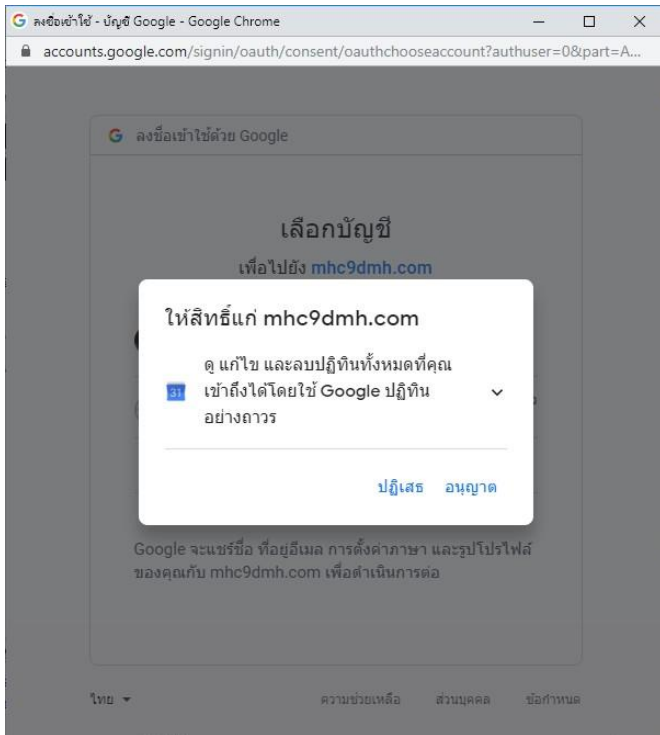 ลงชื่อเข้าใช้ - บัญชี Google - Google Chrome
accounts.google.com/signin/oauth/consent/oauthchooseaccount?authuser=0&part=A...
ลงชื่อเข้าใช้ด้วย Google
เลือกบัญชี
เพื่อไปยัง mhc9dmh.com
ให้สิทธิ์แก่ mhc9dmh.com
ดู แก้ไข และลบปฏิทินทั้งหมดที่คุณ
เข้าถึงได้โดยใช้ Google ปฏิทิน
อย่างถาวร
31
ปฏิเสธ อนุญาต
Google จะแชร์ชื่อ ที่อยู่อีเมล การตั้งค่าภาษา และรูปโปรไฟล์
ของคุณกับ mhc9dmh.com เพื่อดำเนินการต่อ
ไทย ความช่วยเหลือ ส่วนบุคคล ข้อกำหนด